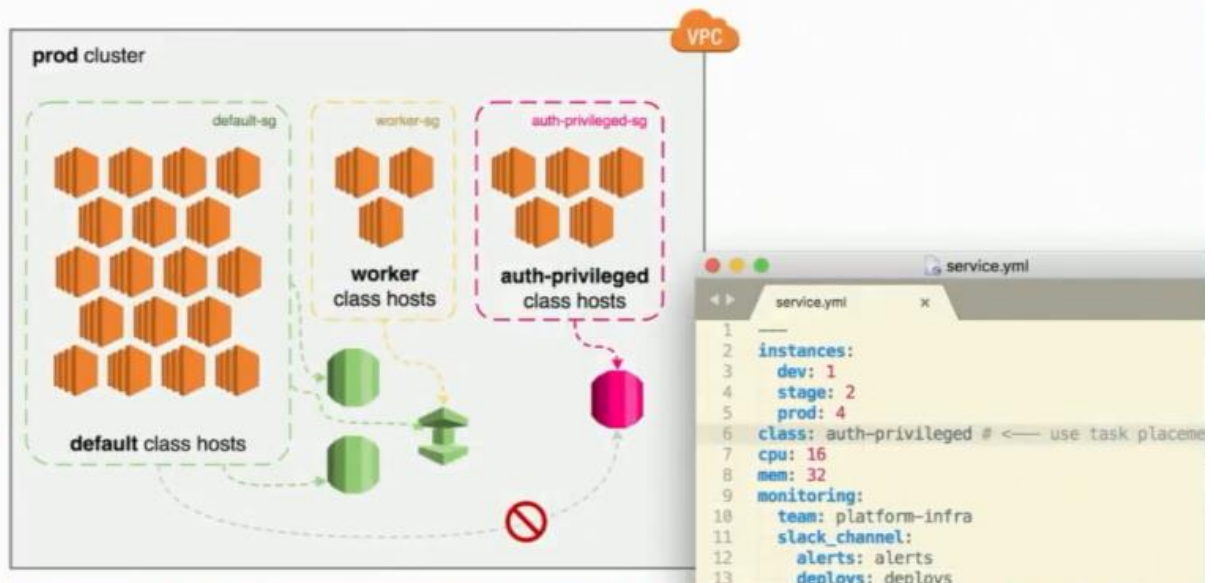 VPC
prod cluster
default-sg
worker-sg
auth-privileged-sg
worker
class hosts
auth-privileged
class hosts
default class hosts
service.yml
service.yml x
1 ---
2 instances:
3 dev: 1
4 stage: 2
5 prod: 4
6 class: auth-privileged # <--- use task placeme
7 cpu: 16
8 mem: 32
9 monitoring:
10 team: platform-infra
11 slack_channel:
12 alerts: alerts
13 deploys: deploys